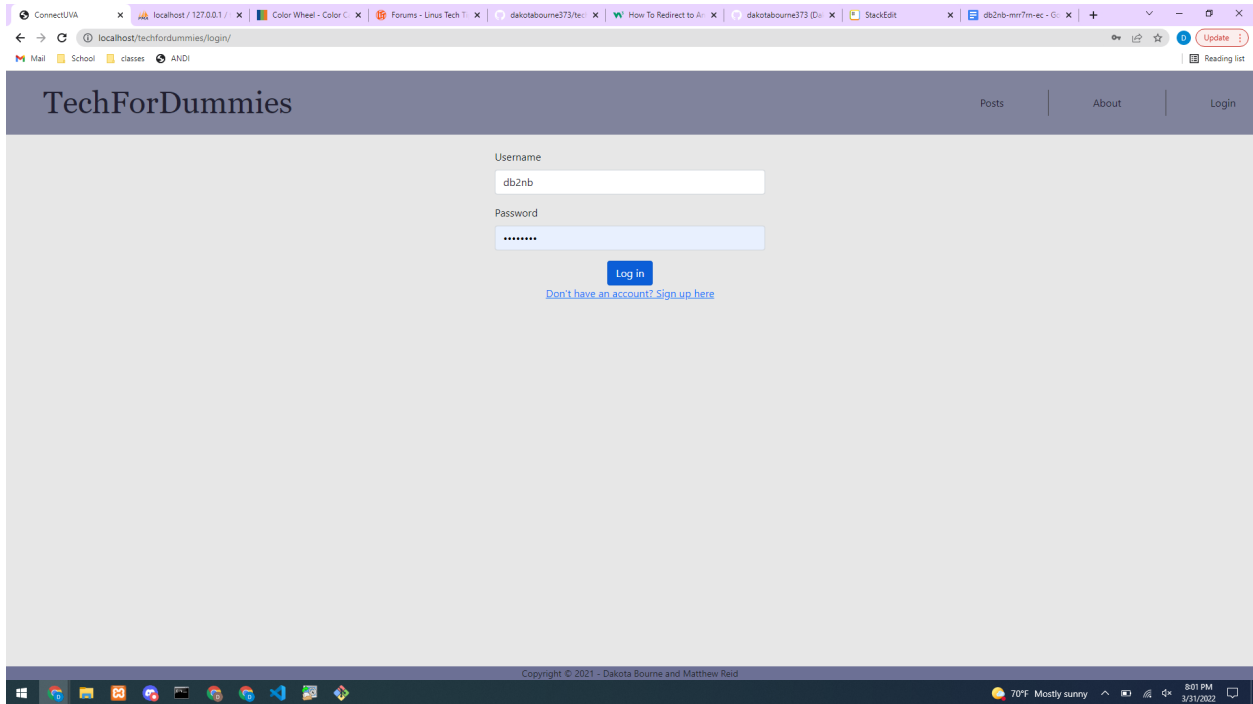 ConnectUVA
localhost / 127.0.0.1 /
Color Wheel - Color C
Forums - Linus Tech T
dakotabourne373/tec
How To Redirect to An
dakotabourne373 (Da
StackEdit
db2nb-mrr7m-ec - Go
localhost/techfordummies/login/
D
Update
Mail
School
classes
ANDI
Reading list
TechForDummies
Posts
About
Login
Username
db2nb
Password
Log in
Don't have an account? Sign up here
Copyright © 2021 - Dakota Bourne and Matthew Reid
70°F Mostly sunny
8:01 PM
3/31/2022